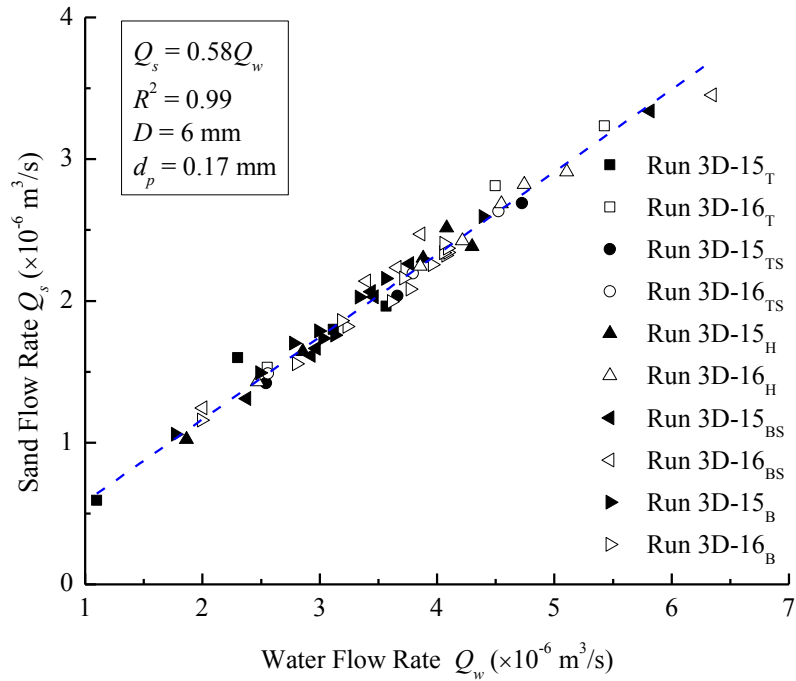 4
3
2
1
0
Sand Flow Rate Q_s (×10^-6 m^3/s)
Q_s = 0.58Q_w
R^2 = 0.99
D = 6 mm
d_p = 0.17 mm
Run 3D-15_T
Run 3D-16_T
Run 3D-15_TS
Run 3D-16_TS
Run 3D-15_H
Run 3D-16_H
Run 3D-15_BS
Run 3D-16_BS
Run 3D-15_B
Run 3D-16_B
1 2 3 4 5 6 7
Water Flow Rate Q_w (×10^-6 m^3/s)